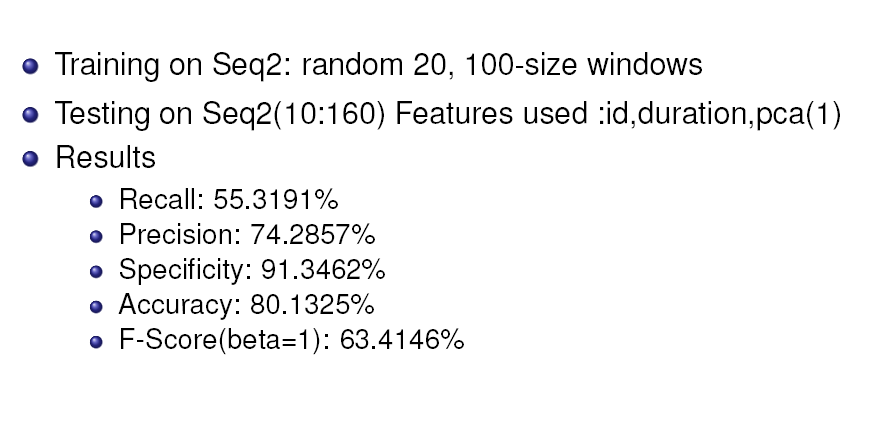 Training on Seq2: random 20, 100-size windows
Testing on Seq2(10:160) Features used :id,duration,pca(1)
Results
Recall: 55.3191%
Precision: 74.2857%
Specificity: 91.3462%
Accuracy: 80.1325%
F-Score(beta=1): 63.4146%